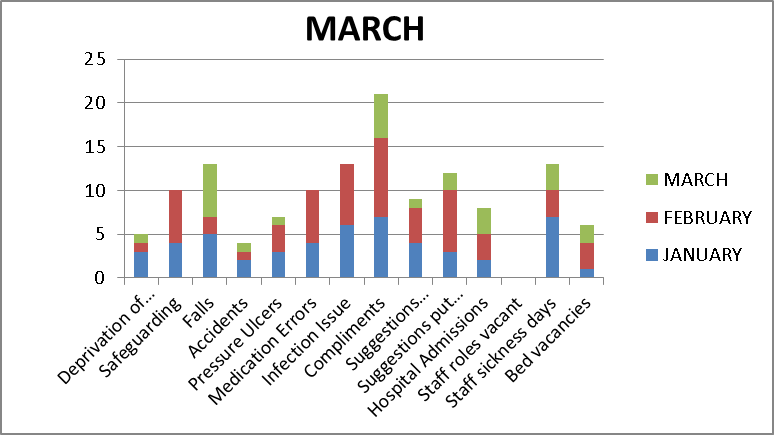 MARCH
25
20
15
10
5
0
Deprivation of...
Safeguarding
Falls
Accidents
Pressure Ulcers
Medication Errors
Infection Issue
Compliments
Suggestions...
Suggestions put...
Hospital Admissions
Staff roles vacant
Staff sickness days
Bed vacancies
MARCH
FEBRUARY
JANUARY